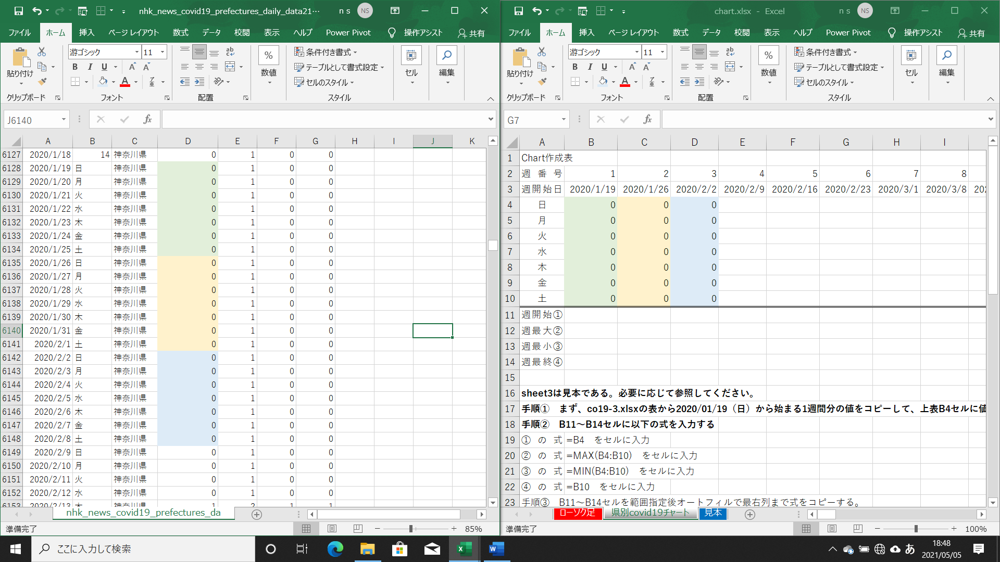 nhk_news_covid19_prefectures_daily_data21… n s NS
ファイル ホーム 挿入 ページ レイアウト 数式 データ 校閲 表示 ヘルプ Power Pivot 操作アシスト 共有
貼り付け 游ゴシック 11 B I U A A % 数値 条件付き書式 セル 編集
テーブルとして書式設定
セルのスタイル
クリップボード フォント 配置 スタイル
J6140 fx
A B C D E F G H I J K
6127 2020/1/18 14 神奈川県 0 1 0 0
6128 2020/1/19 日 神奈川県 0 1 0 0
6129 2020/1/20 月 神奈川県 0 1 0 0
6130 2020/1/21 火 神奈川県 0 1 0 0
6131 2020/1/22 水 神奈川県 0 1 0 0
6132 2020/1/23 木 神奈川県 0 1 0 0
6133 2020/1/24 金 神奈川県 0 1 0 0
6134 2020/1/25 土 神奈川県 0 1 0 0
6135 2020/1/26 日 神奈川県 0 1 0 0
6136 2020/1/27 月 神奈川県 0 1 0 0
6137 2020/1/28 火 神奈川県 0 1 0 0
6138 2020/1/29 水 神奈川県 0 1 0 0
6139 2020/1/30 木 神奈川県 0 1 0 0
6140 2020/1/31 金 神奈川県 0 1 0 0
6141 2020/2/1 土 神奈川県 0 1 0 0
6142 2020/2/2 日 神奈川県 0 1 0 0
6143 2020/2/3 月 神奈川県 0 1 0 0
6144 2020/2/4 火 神奈川県 0 1 0 0
6145 2020/2/5 水 神奈川県 0 1 0 0
6146 2020/2/6 木 神奈川県 0 1 0 0
6147 2020/2/7 金 神奈川県 0 1 0 0
6148 2020/2/8 土 神奈川県 0 1 0 0
6149 2020/2/9 日 神奈川県 0 1 0 0
6150 2020/2/10 月 神奈川県 0 1 0 0
6151 2020/2/11 火 神奈川県 0 1 0 0
6152 2020/2/12 水 神奈川県 0 1 0 0
6153 2020/2/13 木 神奈川県 1 2 1 1
nhk_news_covid19_prefectures_da
準備完了 85%
chart.xlsx - Excel n s NS
ファイル ホーム 挿入 ページ レイアウト 数式 データ 校閲 表示 ヘルプ Power Pivot 操作アシスト 共有
貼り付け 游ゴシック 11 B I U A A % 数値 条件付き書式 セル 編集
テーブルとして書式設定
セルのスタイル
クリップボード フォント 配置 スタイル
G7 fx
A B C D E F G H I
1 Chart作成表
2 週番号 1 2 3 4 5 6 7 8
3 週開始日 2020/1/19 2020/1/26 2020/2/2 2020/2/9 2020/2/16 2020/2/23 2020/3/1 2020/3/8 202
4 日 0 0 0
5 月 0 0 0
6 火 0 0 0
7 水 0 0 0
8 木 0 0 0
9 金 0 0 0
10 土 0 0 0
11 週開始①
12 週最大②
13 週最小③
14 週最終④
15
16 sheet3は見本である。必要に応じて参照してください。
17 手順① まず、co19-3.xlsxの表から2020/01/19（日）から始まる1週間分の値をコピーして、上表B4セルに値
18 手順② B11～B14セルに以下の式を入力する
19 ① の 式 =B4 をセルに入力
20 ② の 式 =MAX(B4:B10) をセルに入力
21 ③ の 式 =MIN(B4:B10) をセルに入力
22 ④ の 式 =B10 をセルに入力
23 手順③ B11～B14セルを範囲指定後オートフィルで最右列まで式をコピーする。
ローソク足 県別covid19チャート 見本
準備完了 100%
ここに入力して検索 あ 18:48
2021/05/05